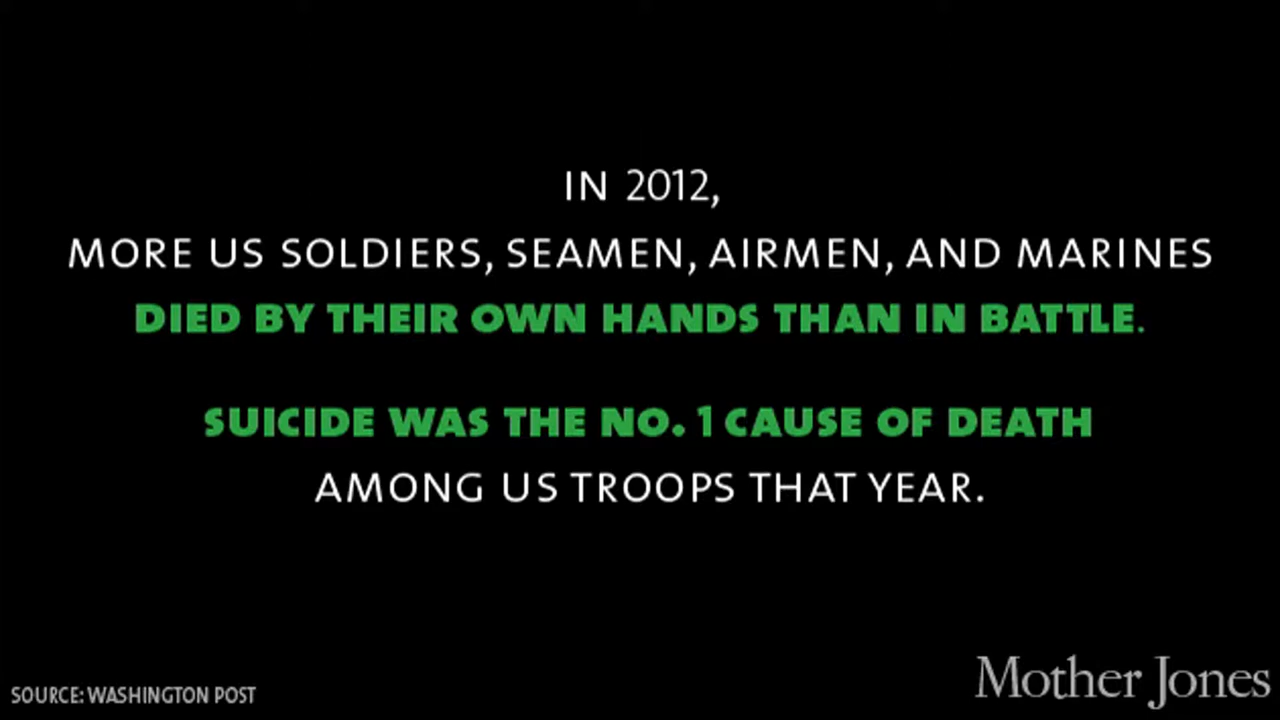 IN 2012,
MORE US SOLDIERS, SEAMEN, AIRMEN, AND MARINES
DIED BY THEIR OWN HANDS THAN IN BATTLE.
SUICIDE WAS THE NO. 1 CAUSE OF DEATH
AMONG US TROOPS THAT YEAR.
SOURCE: WASHINGTON POST
Mother Jones